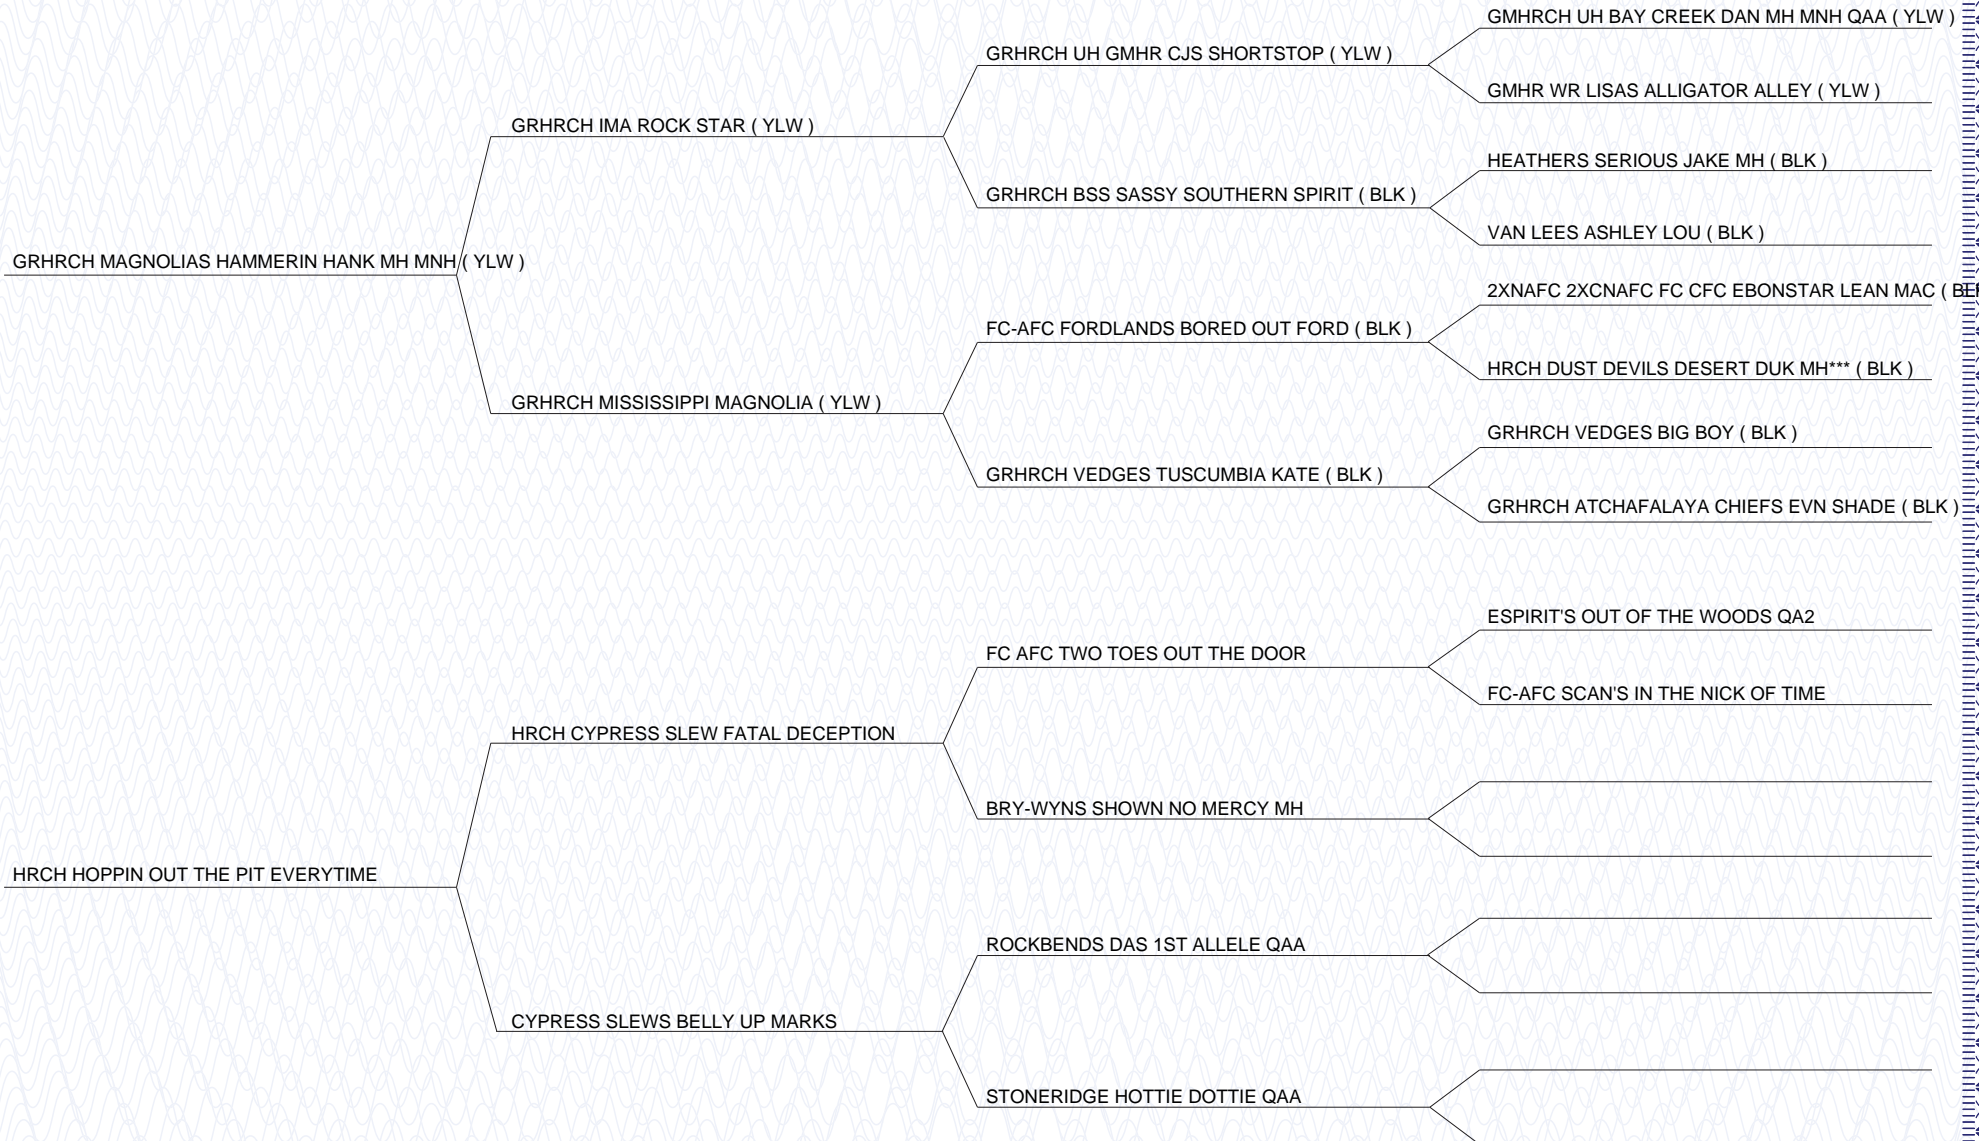 GMHRCH UH BAY CREEK DAN MH MNH QAA ( YLW )
GRHRCH UH GMHR CJS SHORTSTOP ( YLW )
GMHR WR LISAS ALLIGATOR ALLEY ( YLW )
GRHRCH IMA ROCK STAR ( YLW )
HEATHERS SERIOUS JAKE MH ( BLK )
GRHRCH BSS SASSY SOUTHERN SPIRIT ( BLK )
VAN LEES ASHLEY LOU ( BLK )
GRHRCH MAGNOLIAS HAMMERIN HANK MH MNH ( YLW )
2XNAFC 2XCNAFC FC CFC EBONSTAR LEAN MAC ( BLK
FC-AFC FORDLANDS BORED OUT FORD ( BLK )
HRCH DUST DEVILS DESERT DUK MH*** ( BLK )
GRHRCH MISSISSIPPI MAGNOLIA ( YLW )
GRHRCH VEDGES BIG BOY ( BLK )
GRHRCH VEDGES TUSCUMBIA KATE ( BLK )
GRHRCH ATCHAFALAYA CHIEFS EVN SHADE ( BLK )
ESPIRIT'S OUT OF THE WOODS QA2
FC AFC TWO TOES OUT THE DOOR
FC-AFC SCAN'S IN THE NICK OF TIME
HRCH CYPRESS SLEW FATAL DECEPTION
BRY-WYNS SHOWN NO MERCY MH
HRCH HOPPIN OUT THE PIT EVERYTIME
ROCKBENDS DAS 1ST ALLELE QAA
CYPRESS SLEWS BELLY UP MARKS
STONERIDGE HOTTIE DOTTIE QAA